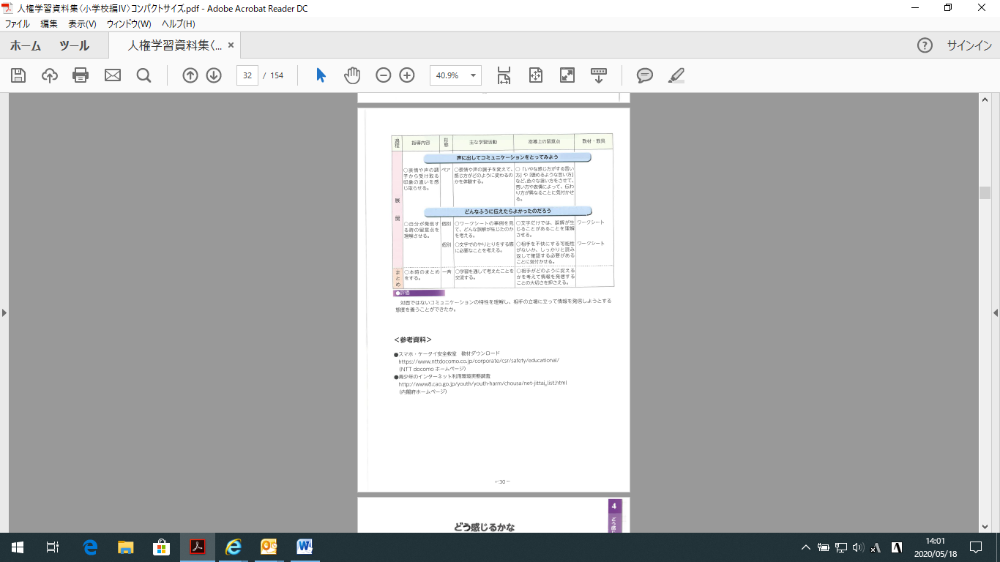 人権学習資料集〈小学校編Ⅳ〉コンパクトサイズ.pdf - Adobe Acrobat Reader DC
ファイル 編集 表示(V) ウィンドウ(W) ヘルプ(H)
ホーム ツール 人権学習資料集〈... × サインイン
32 / 154 40.9%
過程 指導内容 形態 主な学習活動 指導上の留意点 教材・教具
声に出してコミュニケーションをとってみよう
○表情や声の調子から受け取る印象の違いを感じ取らせる。
ペア
○表情や声の調子を変えて、感じ方がどのように変わるのかを体験する。
○「いやな感じ方がする言い方」や「褒めるような言い方」など、色々な言い方をさせて、言い方や表情によって、伝わり方が異なることに気付かせる。
展開
どんなふうに伝えたらよかったのだろう
○自分が発信する時の留意点を理解させる。
個別
○ワークシートの事例を見て、どんな誤解が生じたのかを考える。
○文字だけでは、誤解が生じることがあることを理解させる。
ワークシート
個別
○文字でのやりとりをする際に必要なことを考える。
○相手を不快にする可能性がないか、しっかりと読み返して確認する必要があることに気付かせる。
ワークシート
まとめ
○本時のまとめをする。
一斉
○学習を通して考えたことを交流する。
○相手がどのように捉えるかを考えて情報を発信することの大切さを押さえる。
●評価
対面ではないコミュニケーションの特性を理解し、相手の立場に立って情報を発信しようとする
態度を養うことができたか。
＜参考資料＞
●スマホ・ケータイ安全教室 教材ダウンロード
https://www.nttdocomo.co.jp/corporate/csr/safety/educational/
（NTT docomo ホームページ）
●青少年のインターネット利用環境実態調査
http://www8.cao.go.jp/youth/youth-harm/chousa/net-jittai_list.html
（内閣府ホームページ）
－30－
4
どう感じ
どう感じるかな
A 14:01
2020/05/18